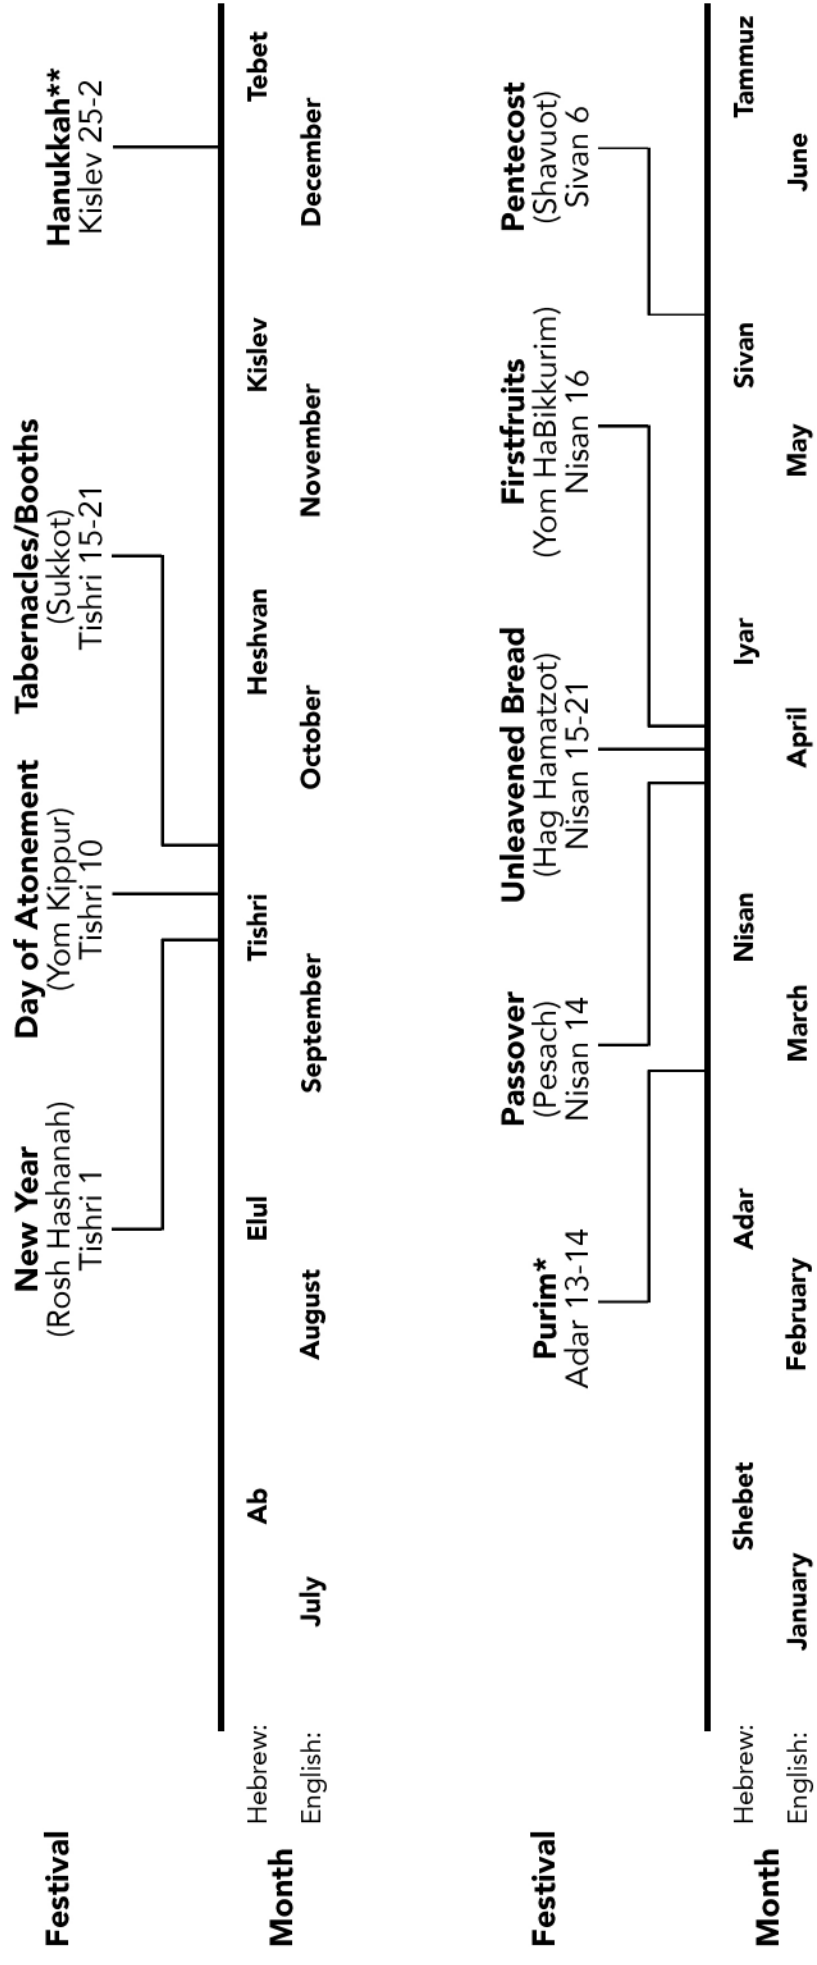 Festival
New Year
(Rosh Hashanah)
Tishri 1
Day of Atonement
(Yom Kippur)
Tishri 10
Tabernacles/Booths
(Sukkot)
Tishri 15-21
Hanukkah**
Kislev 25-2
Month
Hebrew: Ab Elul Tishri Heshvan Kislev Tebet
English: July August September October November December
Festival
Purim*
Adar 13-14
Passover
(Pesach)
Nisan 14
Unleavened Bread
(Hag Hamatzot)
Nisan 15-21
Firstfruits
(Yom HaBikkurim)
Nisan 16
Pentecost
(Shavuot)
Sivan 6
Month
Hebrew: Shebet Adar Nisan Iyar Sivan Tammuz
English: January February March April May June